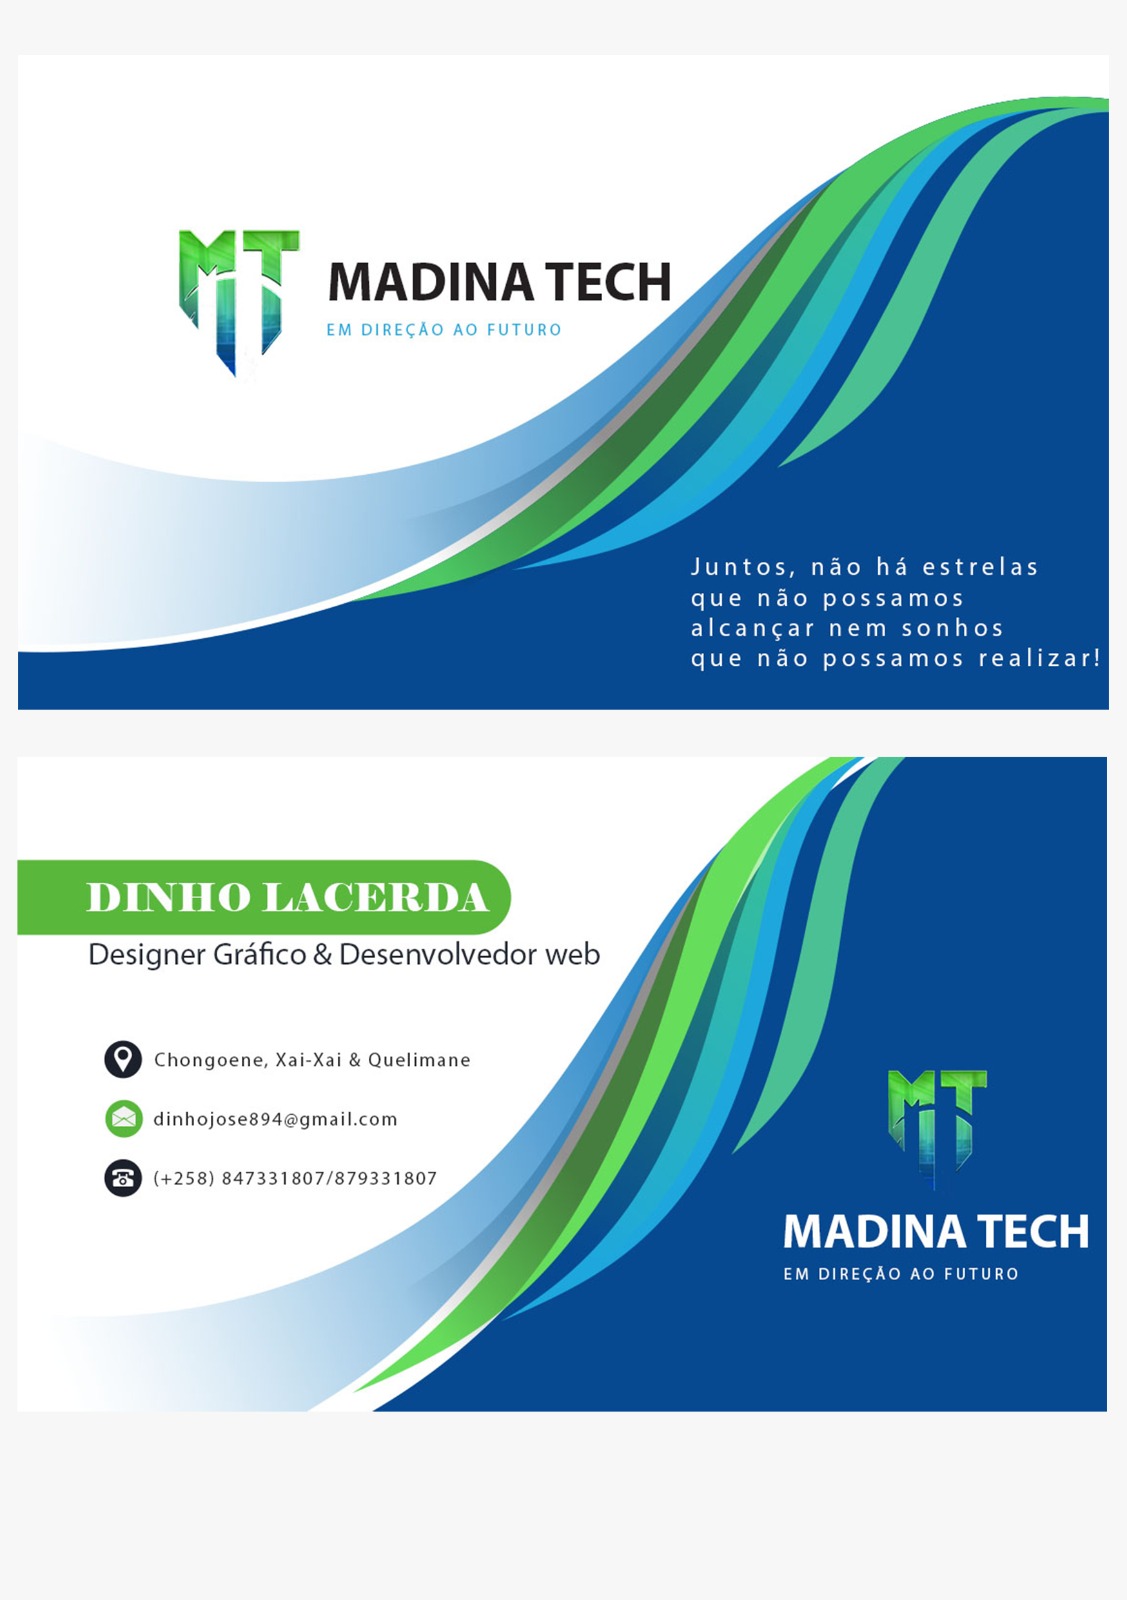 MT
MADINA TECH
EM DIREÇÃO AO FUTURO
Juntos, não há estrelas
que não possamos
alcançar nem sonhos
que não possamos realizar!
DINHO LACERDA
Designer Gráfico & Desenvolvedor web
Chongoene, Xai-Xai & Quelimane
dinhojose894@gmail.com
(+258) 847331807/879331807
MT
MADINA TECH
EM DIREÇÃO AO FUTURO